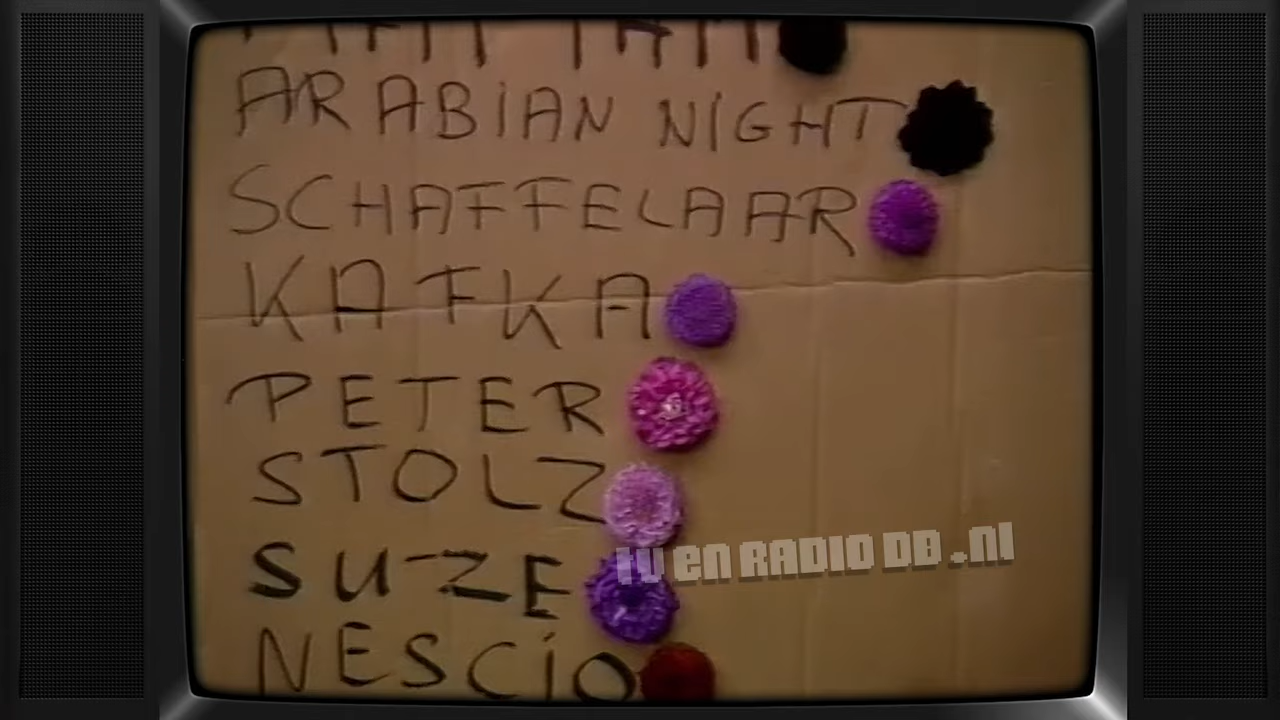 ARABIAN NIGHT
SCHAFFELAAR
KAFKA
PETER
STOLZ
SUZE
NESCIO
TV EN RADIO DB .NL